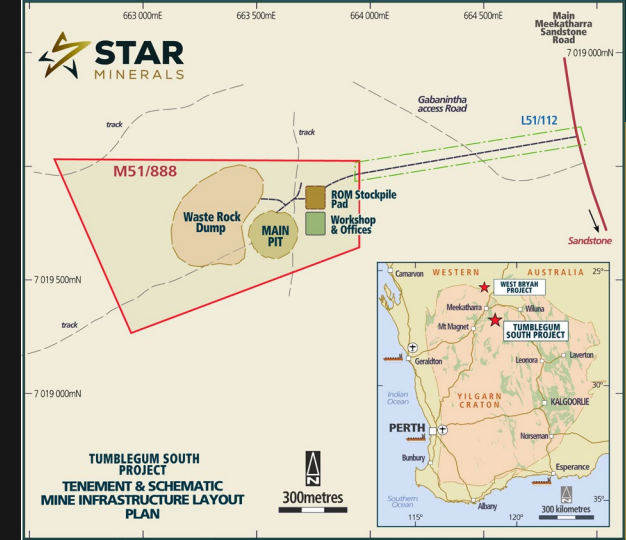 663 000mE
663 500mE
664 000mE
664 500mE
Main
Meekatharra
Sandstone
Road
7 019 000mN
STAR
MINERALS
Gabanintha
access Road
L51/112
track
track
M51/888
ROM Stockpile
Pad
Waste Rock
Dump
MAIN
PIT
Workshop
& Offices
Sandstone
7 019 500mN
track
7 019 000mN
TUMBLEGUM SOUTH
PROJECT
TENEMENT & SCHEMATIC
MINE INFRASTRUCTURE LAYOUT
PLAN
N
300metres
Carnarvon
WESTERN
AUSTRALIA
25°
WEST BRYAH
PROJECT
Meekatharra
Wiluna
Mt Magnet
TUMBLEGUM
SOUTH PROJECT
Geraldton
Leonora
Laverton
30°
Indian
Ocean
YILGARN
CRATON
KALGOORLIE
PERTH
Norseman
Bunbury
Esperance
Southern
Ocean
Albany
N
35°
115°
120°
300 kilometres